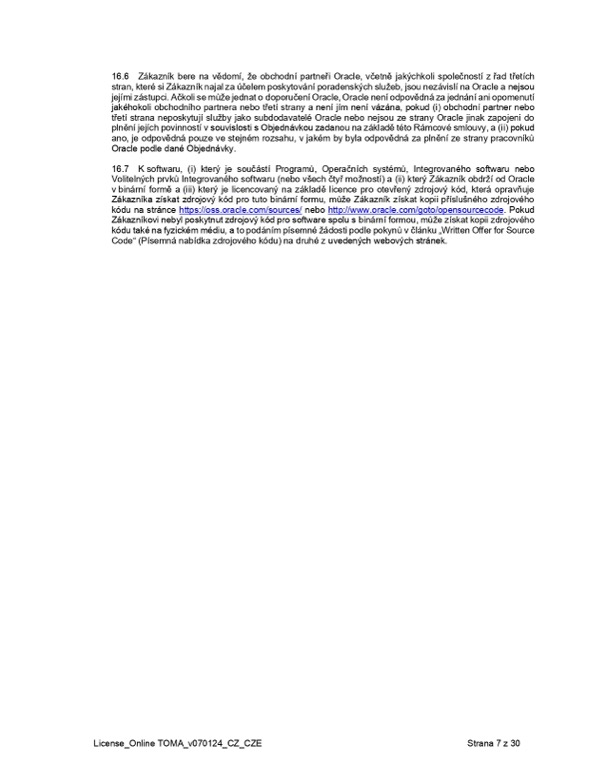 16.6 Zákazník bere na vědomí, že obchodní partneři Oracle, včetně jakýchkoli společností z řad třetích
stran, které si Zákazník najal za účelem poskytování poradenských služeb, jsou nezávislí na Oracle a nejsou
jejími zástupci. Ačkoli se může jednat o doporučení Oracle, Oracle není odpovědná za jednání ani opomenutí
jakéhokoli obchodního partnera nebo třetí strany a není jím není vázána, pokud (i) obchodní partner nebo
třetí strana neposkytují služby jako subdodavatelé Oracle nebo nejsou ze strany Oracle jinak zapojeni do
plnění jejích povinností v souvislosti s Objednávkou zadanou na základě této Rámcové smlouvy, a (ii) pokud
ano, je odpovědná pouze ve stejném rozsahu, v jakém by byla odpovědná za plnění ze strany pracovníků
Oracle podle dané Objednávky.
16.7 K softwaru, (i) který je součástí Programů, Operačních systémů, Integrovaného softwaru nebo
Volitelných prvků Integrovaného softwaru (nebo všech čtyř možností) a (ii) který Zákazník obdrží od Oracle
v binární formě a (iii) který je licencovaný na základě licence pro otevřený zdrojový kód, která opravňuje
Zákazníka získat zdrojový kód pro tuto binární formu, může Zákazník získat kopii příslušného zdrojového
kódu na stránce https://oss.oracle.com/sources/ nebo http://www.oracle.com/goto/opensourcecode. Pokud
Zákazníkovi nebyl poskytnut zdrojový kód pro software spolu s binární formou, může získat kopii zdrojového
kódu také na fyzickém médiu, a to podáním písemné žádosti podle pokynů v článku „Written Offer for Source
Code“ (Písemná nabídka zdrojového kódu) na druhé z uvedených webových stránek.
License_Online TOMA_v070124_CZ_CZE Strana 7 z 30